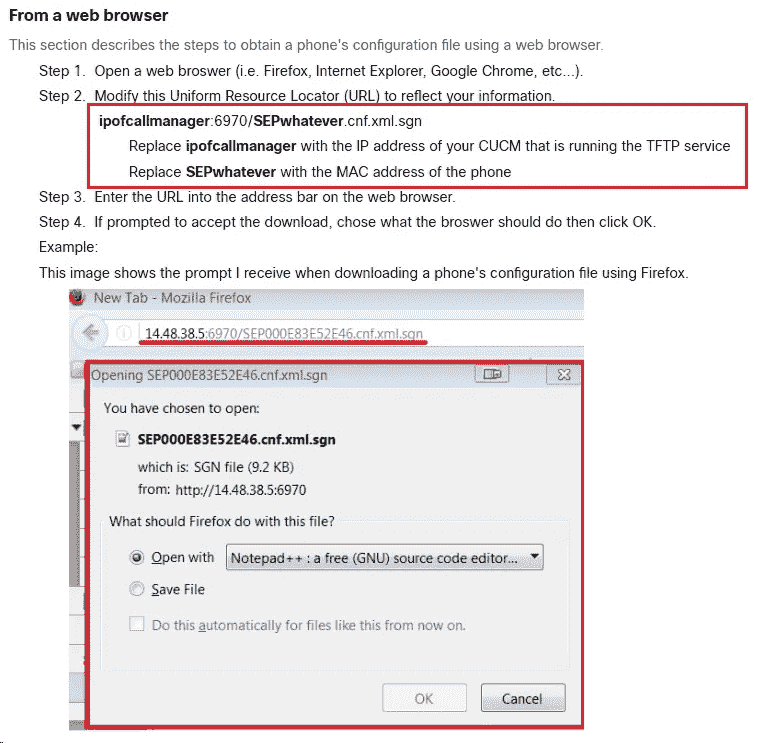 From a web browser
This section describes the steps to obtain a phone's configuration file using a web browser.
Step 1. Open a web broswer (i.e. Firefox, Internet Explorer, Google Chrome, etc...).
Step 2. Modify this Uniform Resource Locator (URL) to reflect your information.
ipofcallmanager:6970/SEPwhatever.cnf.xml.sgn
Replace ipofcallmanager with the IP address of your CUCM that is running the TFTP service
Replace SEPwhatever with the MAC address of the phone
Step 3. Enter the URL into the address bar on the web browser.
Step 4. If prompted to accept the download, chose what the broswer should do then click OK.
Example:
This image shows the prompt I receive when downloading a phone's configuration file using Firefox.
New Tab - Mozilla Firefox
14.48.38.5:6970/SEP000E83E52E46.cnf.xml.sgn
Opening SEP000E83E52E46.cnf.xml.sgn
You have chosen to open:
SEP000E83E52E46.cnf.xml.sgn
which is: SGN file (9.2 KB)
from: http://14.48.38.5:6970
What should Firefox do with this file?
Open with Notepad++ : a free (GNU) source code editor...
Save File
Do this automatically for files like this from now on.
OK Cancel